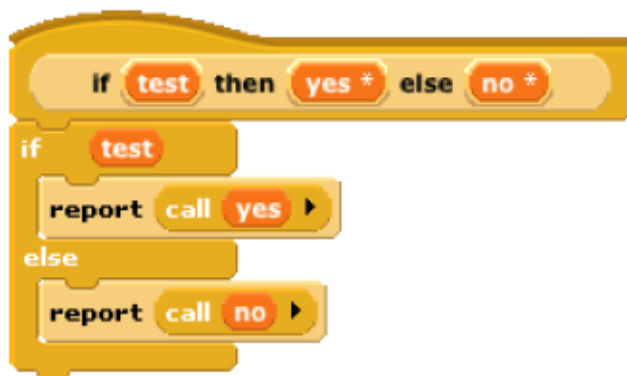 if test then yes * else no *
if test
report call yes
else
report call no